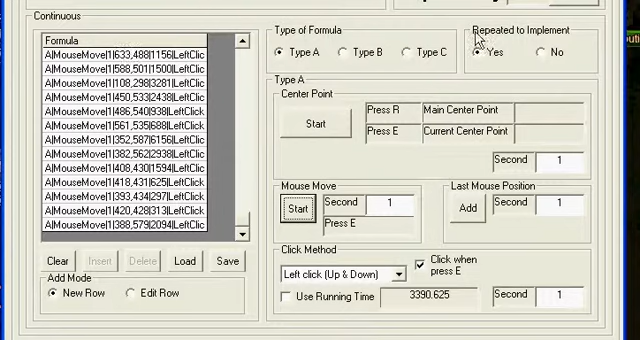 Continuous
Formula
A|MouseMove|1|633,488|1156|LeftClic
A|MouseMove|1|588,501|1500|LeftClic
A|MouseMove|1|108,298|3281|LeftClic
A|MouseMove|1|450,533|2438|LeftClic
A|MouseMove|1|486,540|938|LeftClic
A|MouseMove|1|561,535|688|LeftClic
A|MouseMove|1|352,587|6156|LeftClic
A|MouseMove|1|382,562|2938|LeftClic
A|MouseMove|1|408,430|1594|LeftClic
A|MouseMove|1|418,431|625|LeftClick
A|MouseMove|1|393,434|297|LeftClick
A|MouseMove|1|420,428|313|LeftClick
A|MouseMove|1|388,579|2094|LeftClic
Clear Insert Delete Load Save
Add Mode
New Row Edit Row
Type of Formula
Type A Type B Type C
Repeated to Implement
Yes No
Type A
Center Point
Start
Press R Main Center Point
Press E Current Center Point
Second 1
Mouse Move
Start
Second 1
Press E
Last Mouse Position
Add
Second 1
Click Method
Left click (Up & Down)
Click when
press E
Use Running Time 3390.625
Second 1